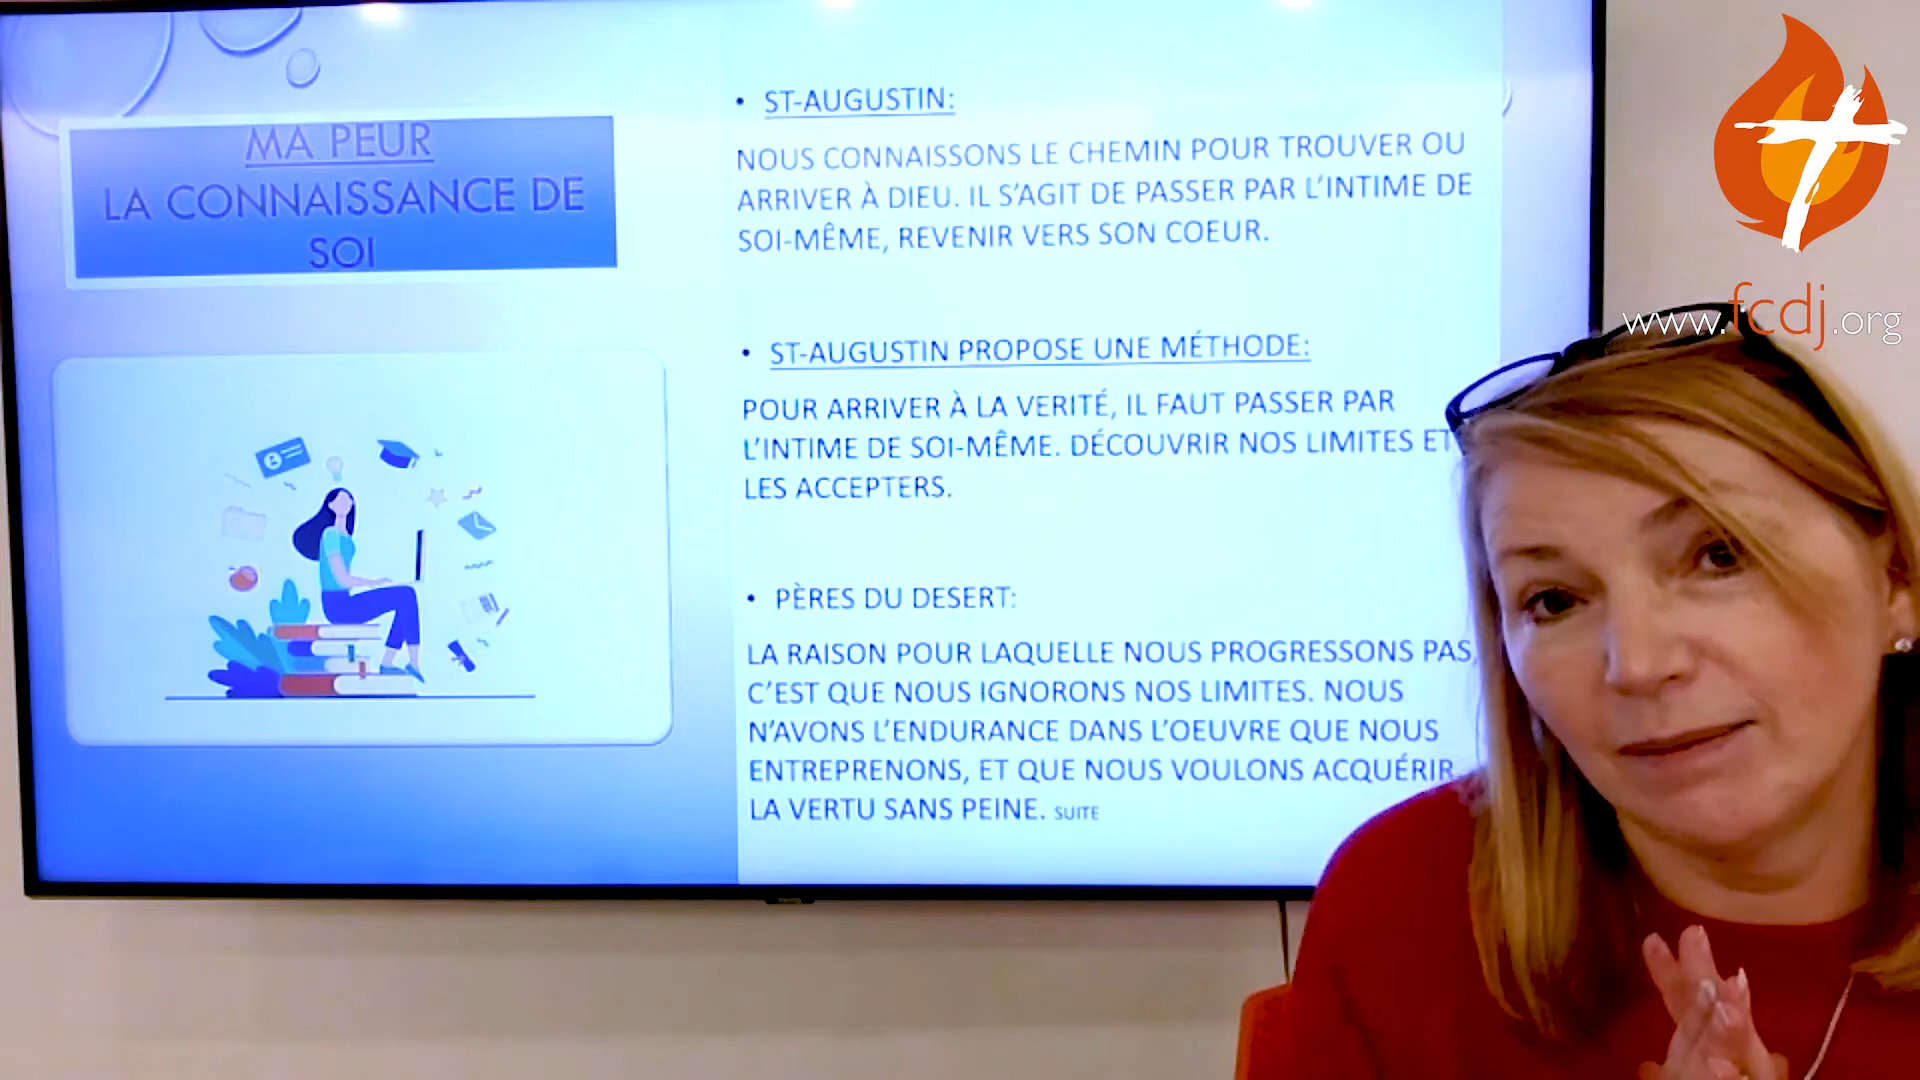 MA PEUR
LA CONNAISSANCE DE
SOI
• ST-AUGUSTIN:
NOUS CONNAISSONS LE CHEMIN POUR TROUVER OU
ARRIVER À DIEU. IL S'AGIT DE PASSER PAR L'INTIME DE
SOI-MÊME, REVENIR VERS SON COEUR.
• ST-AUGUSTIN PROPOSE UNE MÉTHODE:
POUR ARRIVER À LA VERITÉ, IL FAUT PASSER PAR
L'INTIME DE SOI-MÊME. DÉCOUVRIR NOS LIMITES ET
LES ACCEPTERS.
• PÈRES DU DESERT:
LA RAISON POUR LAQUELLE NOUS PROGRESSONS PAS,
C'EST QUE NOUS IGNORONS NOS LIMITES. NOUS
N'AVONS L'ENDURANCE DANS L'OEUVRE QUE NOUS
ENTREPRENONS, ET QUE NOUS VOULONS ACQUÉRIR
LA VERTU SANS PEINE. SUITE
www.fcdj.org